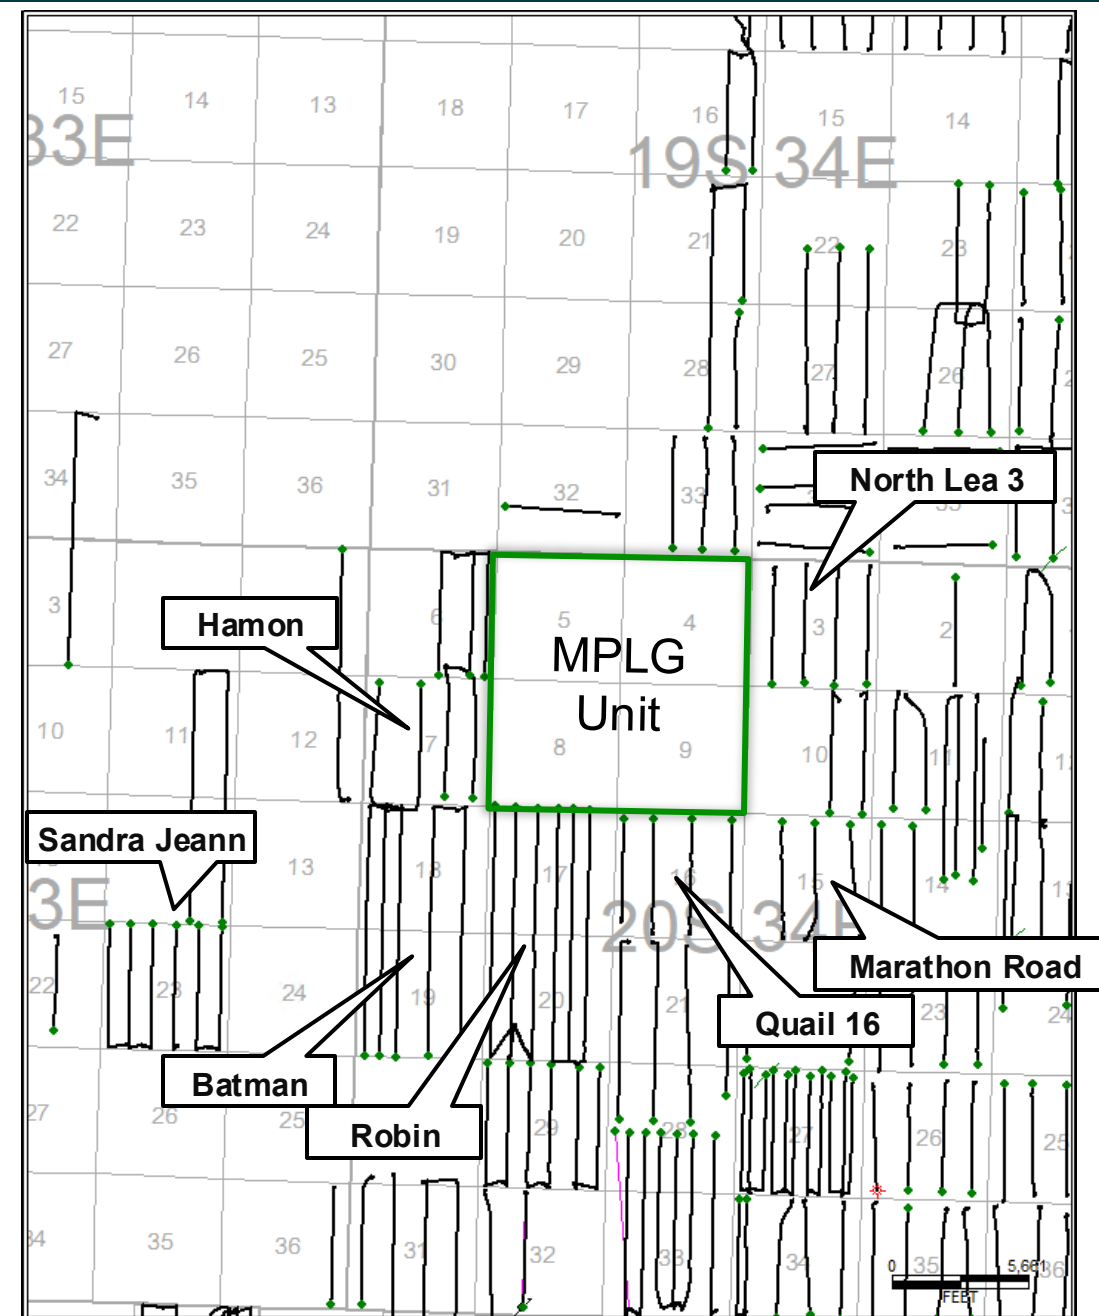 15 14 13 18 17 16 15 14
33E 19S 34E
22 23 24 19 20 21 22 23
27 26 25 30 29 28 27 26
34 35 36 31 32 33
North Lea 3
3 6 5 4 3 2
Hamon
MPLG
Unit
10 11 12 7 8 9 10 11
Sandra Jeann
13 18 17 16 15 14
3E 20S 34E
Marathon Road
22 23 24 19 20 21 23 24
Quail 16
Batman
27 26 25 29 28 27 26 25
Robin
34 35 36 31 32 33 34 35 36
0 5,661
FEET